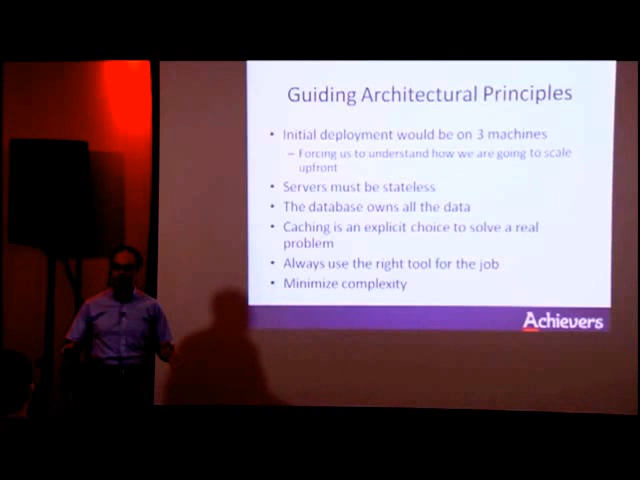 Guiding Architectural Principles
• Initial deployment would be on 3 machines
– Forcing us to understand how we are going to scale
upfront
• Servers must be stateless
• The database owns all the data
• Caching is an explicit choice to solve a real
problem
• Always use the right tool for the job
• Minimize complexity
Achievers